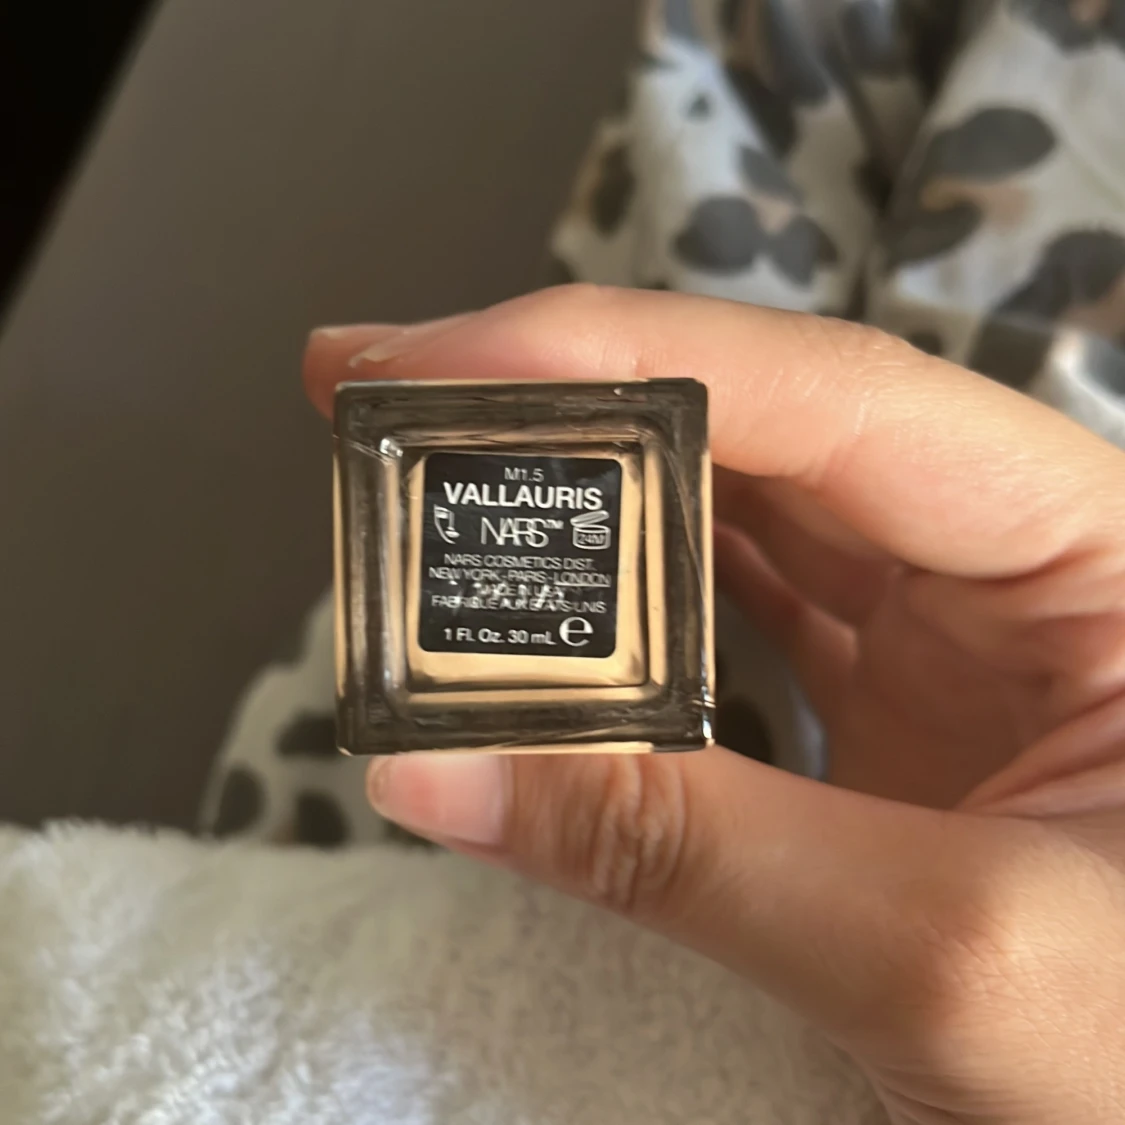 M1.5
VALLAURIS
NARS™
24M
NARS COSMETICS DIST.
NEW YORK - PARIS - LONDON
MADE IN USA/
FABRIQUÉ AUX ÉTATS-UNIS
1 Fl. Oz. 30 mL ℮